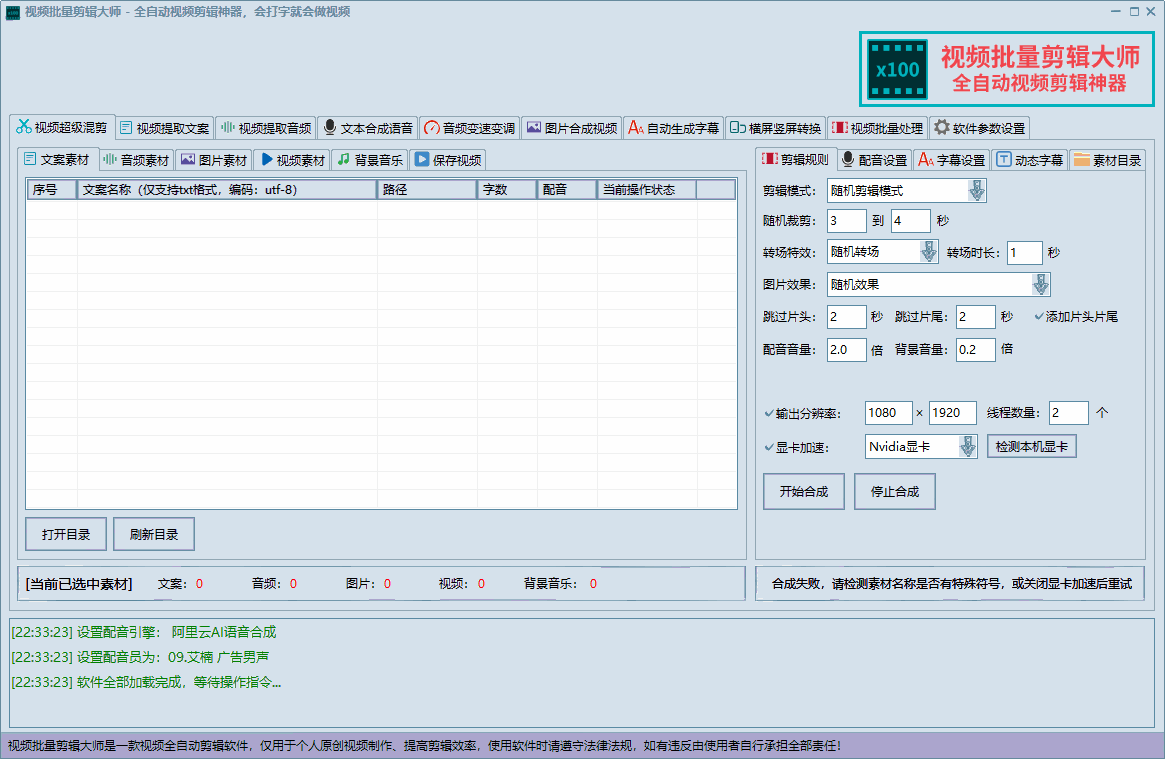 视频批量剪辑大师 - 全自动视频剪辑神器，会打字就会做视频
x100 视频批量剪辑大师
全自动视频剪辑神器
视频超级混剪 视频提取文案 视频提取音频 文本合成语音 音频变速变调 图片合成视频 自动生成字幕 横屏竖屏转换 视频批量处理 软件参数设置
文案素材 音频素材 图片素材 视频素材 背景音乐 保存视频
序号 文案名称（仅支持txt格式，编码：utf-8） 路径 字数 配音 当前操作状态
打开目录 刷新目录
剪辑规则 配音设置 字幕设置 动态字幕 素材目录
剪辑模式： 随机剪辑模式
随机裁剪： 3 到 4 秒
转场特效： 随机转场 转场时长： 1 秒
图片效果： 随机效果
跳过片头： 2 秒 跳过片尾： 2 秒 添加片头片尾
配音音量： 2.0 倍 背景音量： 0.2 倍
输出分辨率： 1080 × 1920 线程数量： 2 个
显卡加速： Nvidia显卡 检测本机显卡
开始合成 停止合成
[当前已选中素材] 文案： 0 音频： 0 图片： 0 视频： 0 背景音乐： 0
合成失败，请检测素材名称是否有特殊符号，或关闭显卡加速后重试
[22:33:23] 设置配音引擎： 阿里云AI语音合成
[22:33:23] 设置配音员为：09.艾楠 广告男声
[22:33:23] 软件全部加载完成，等待操作指令...
视频批量剪辑大师是一款视频全自动剪辑软件，仅用于个人原创视频制作、提高剪辑效率，使用软件时请遵守法律法规，如有违反由使用者自行承担全部责任！